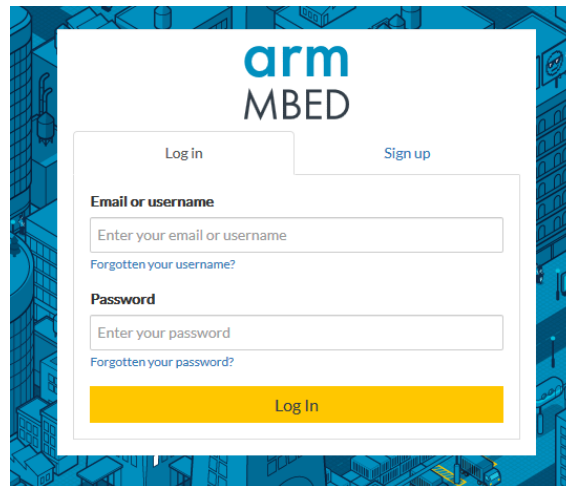 arm
MBED
Log in
Sign up
Email or username
Enter your email or username
Forgotten your username?
Password
Enter your password
Forgotten your password?
Log In